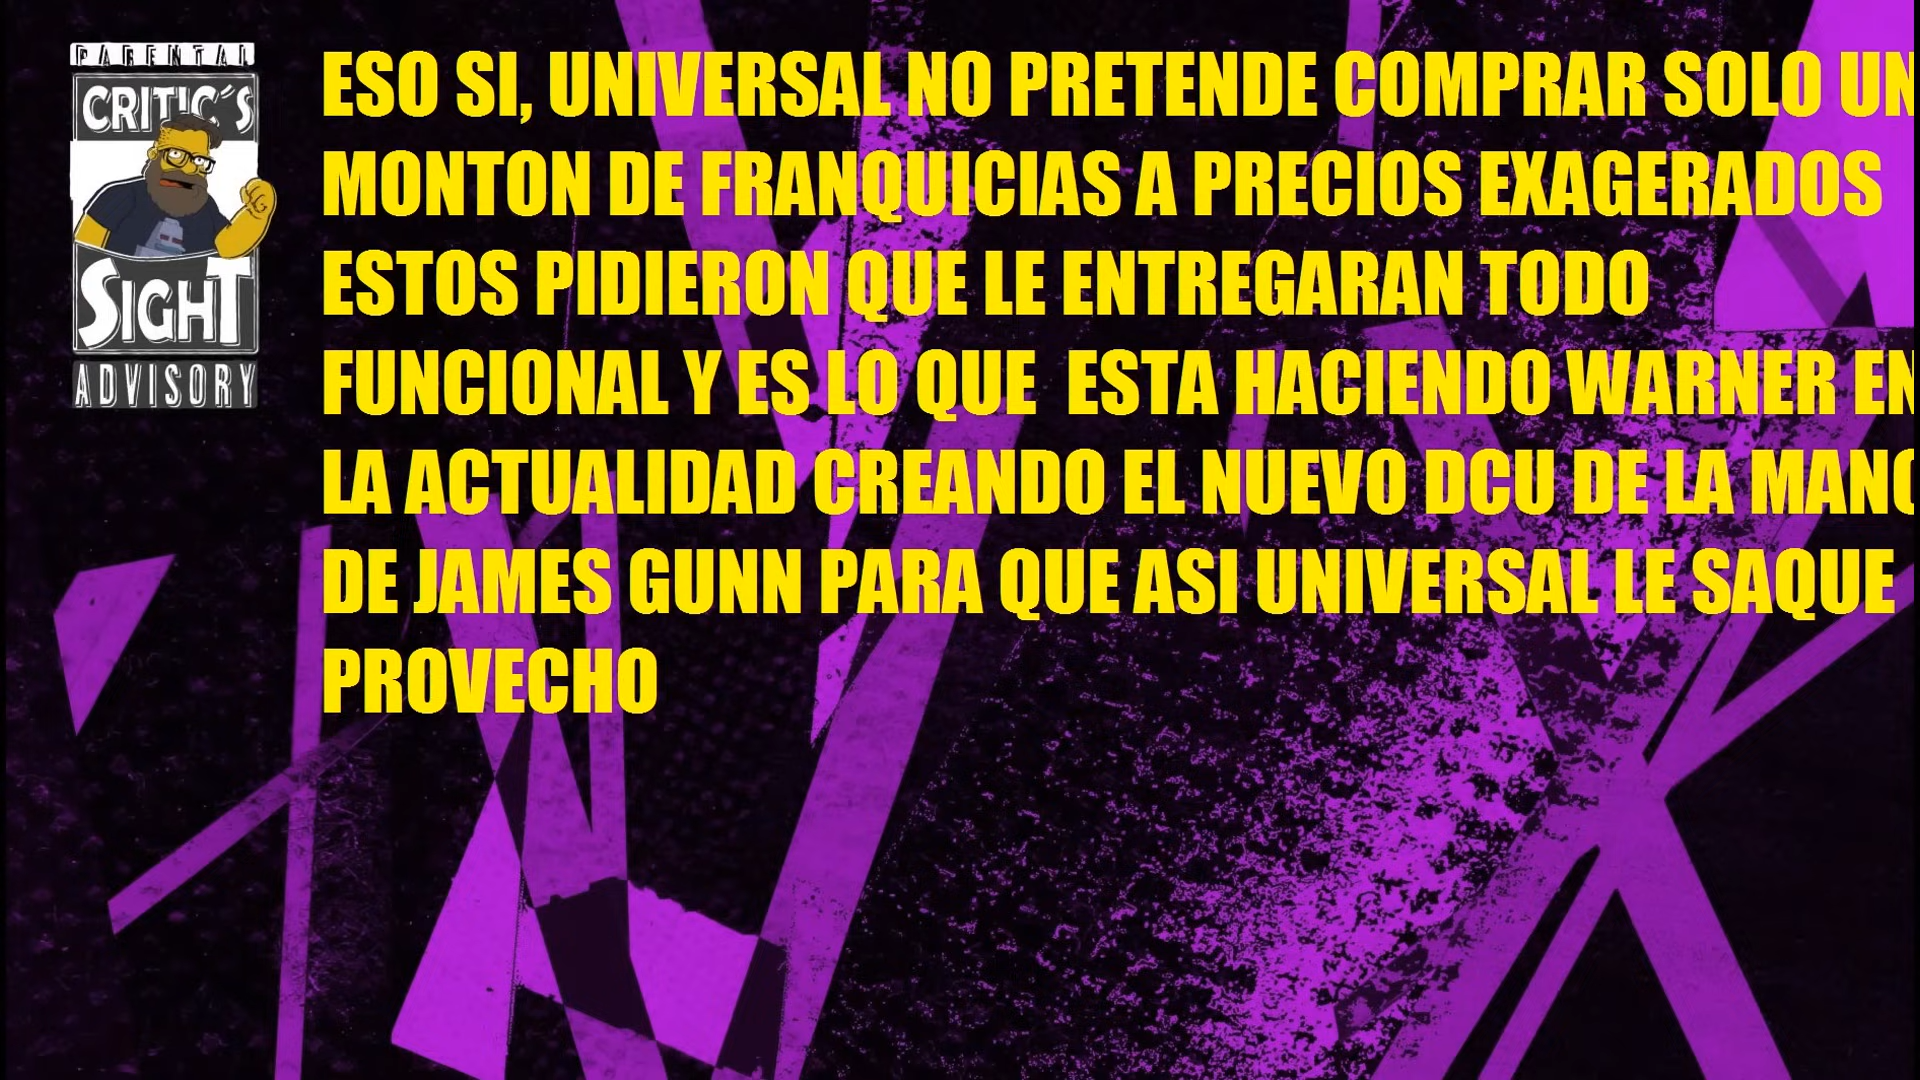 PARENTAL
CRITIC´S
SIGHT
ADVISORY
ESO SI, UNIVERSAL NO PRETENDE COMPRAR SOLO UN
MONTON DE FRANQUICIAS A PRECIOS EXAGERADOS
ESTOS PIDIERON QUE LE ENTREGARAN TODO
FUNCIONAL Y ES LO QUE  ESTA HACIENDO WARNER EN
LA ACTUALIDAD CREANDO EL NUEVO DCU DE LA MANO
DE JAMES GUNN PARA QUE ASI UNIVERSAL LE SAQUE
PROVECHO